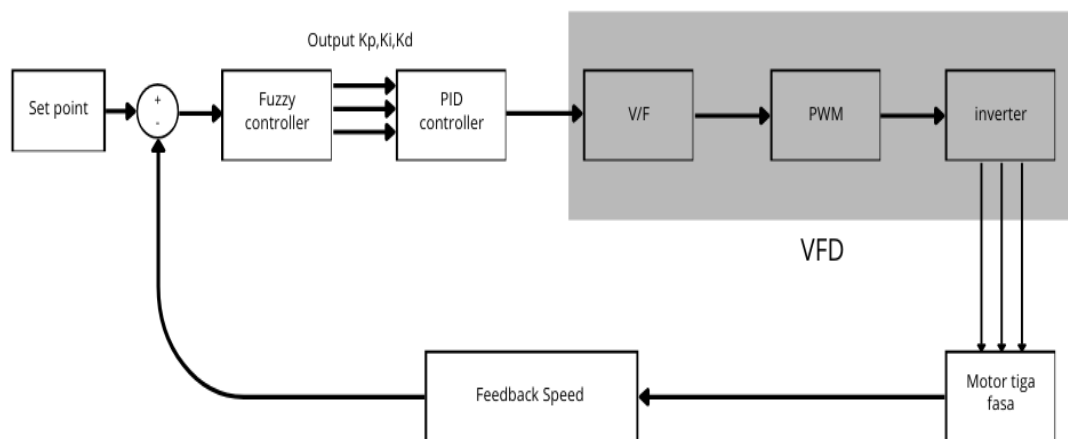 Output Kp,Ki,Kd
Set point
+
-
Fuzzy
controller
PID
controller
V/F
PWM
inverter
VFD
Feedback Speed
Motor tiga
fasa